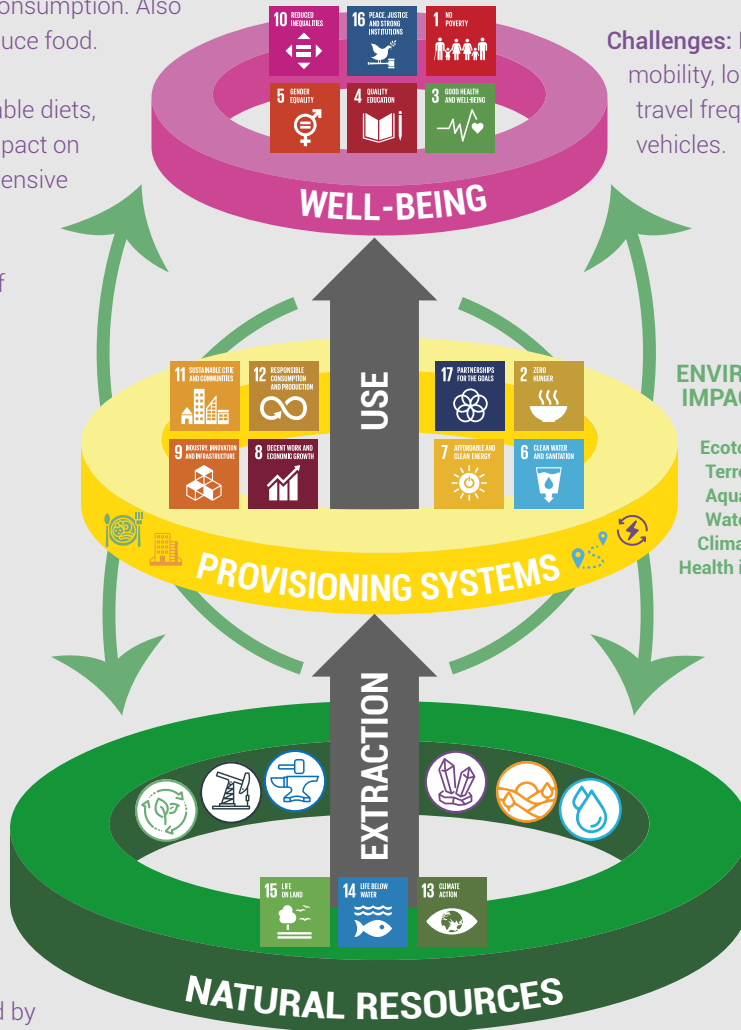 onsumption. Also
uce food.
ble diets,
pact on
ensive
f
d by
Challenges:
mobility, lo
travel freq
vehicles.
10 REDUCED
INEQUALITIES
16 PEACE, JUSTICE
AND STRONG
INSTITUTIONS
1 NO
POVERTY
5 GENDER
EQUALITY
4 QUALITY
EDUCATION
3 GOOD HEALTH
AND WELL-BEING
WELL-BEING
USE
11 SUSTAINABLE CITIE
AND COMMUNITIES
12 RESPONSIBLE
CONSUMPTION
AND PRODUCTION
17 PARTNERSHIPS
FOR THE GOALS
2 ZERO
HUNGER
9 INDUSTRY, INNOVATION
AND INFRASTRUCTURE
8 DECENT WORK AND
ECONOMIC GROWTH
7 AFFORDABLE AND
CLEAN ENERGY
6 CLEAN WATER
AND SANITATION
PROVISIONING SYSTEMS
ENVIR
IMPAC
Ecoto
Terre
Aqua
Wate
Clima
Health i
EXTRACTION
15 LIFE
ON LAND
14 LIFE BELOW
WATER
13 CLIMATE
ACTION
NATURAL RESOURCES